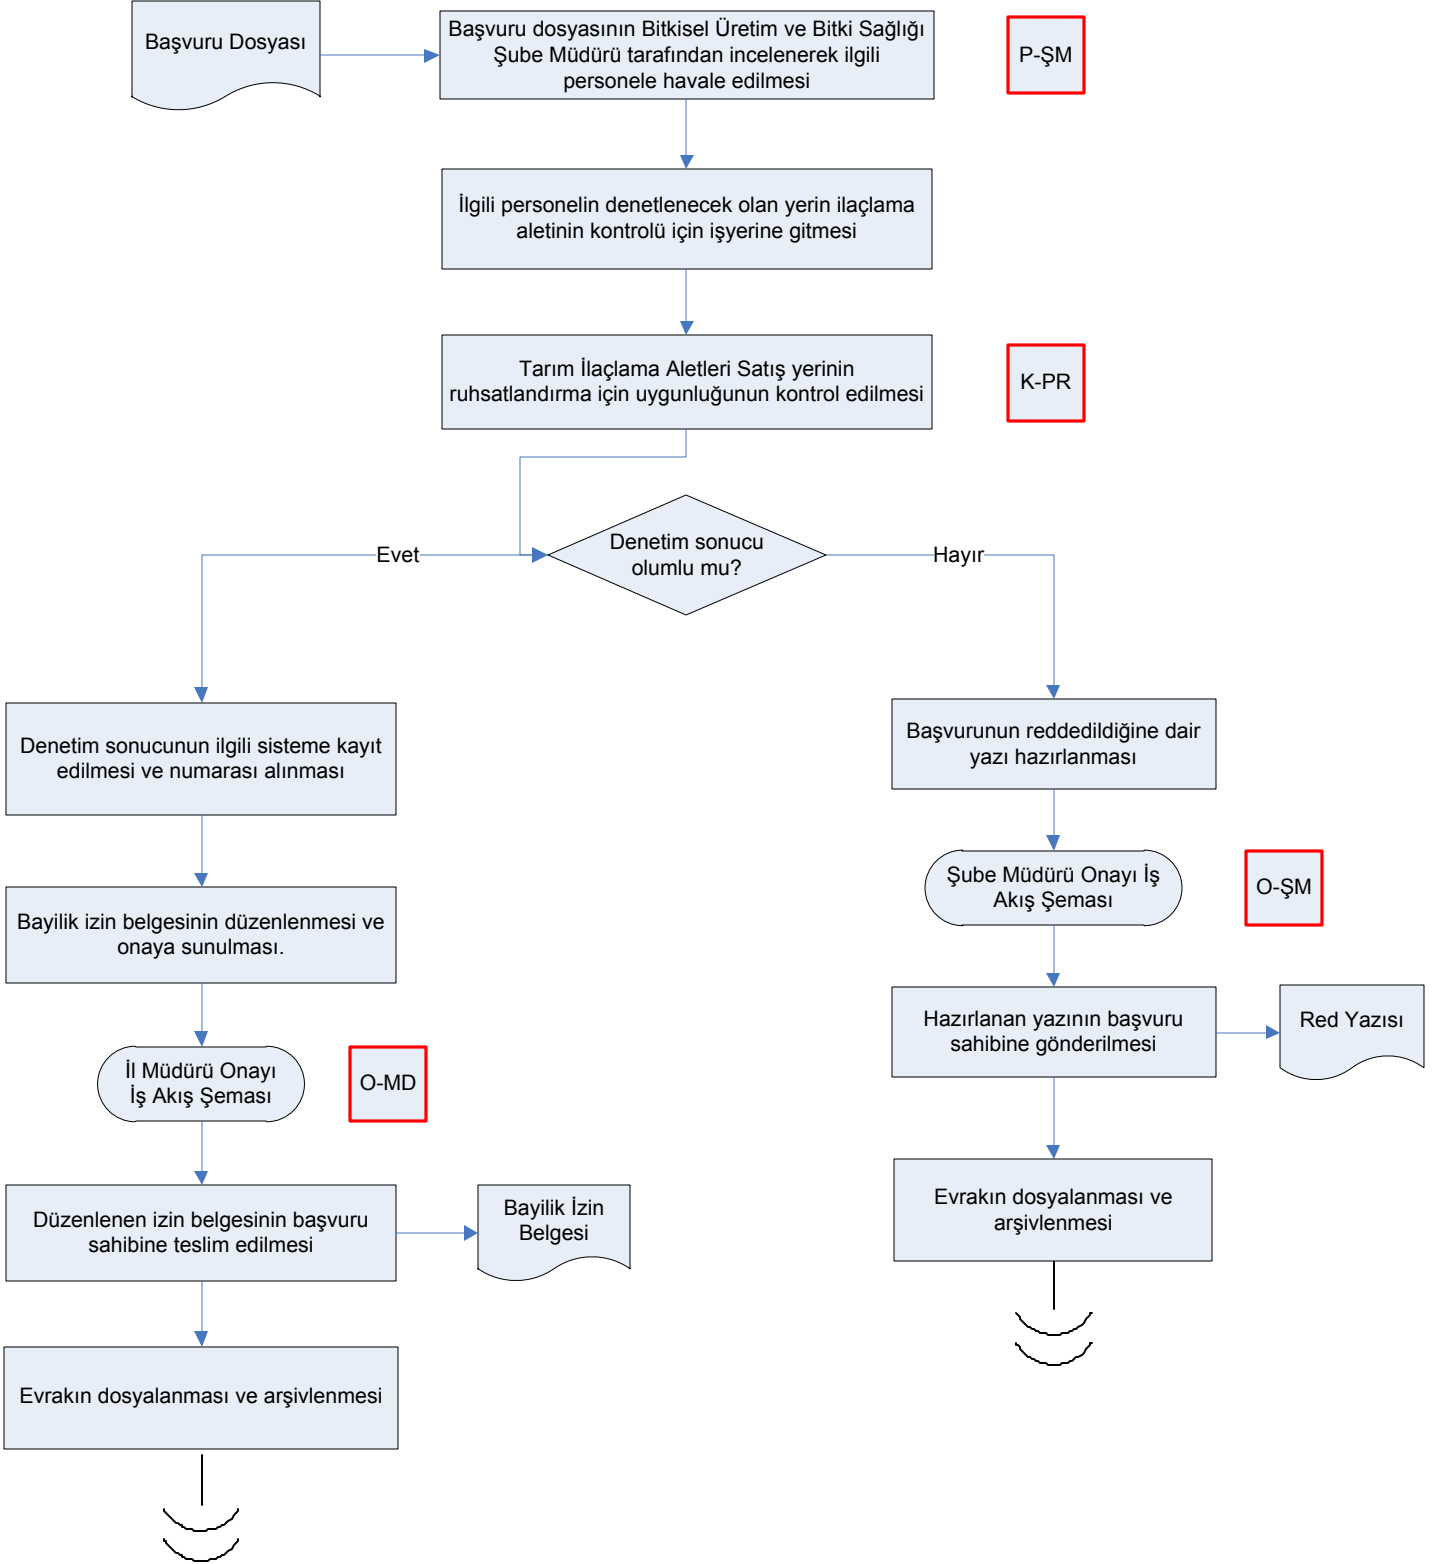 Başvuru Dosyası
Başvuru dosyasının Bitkisel Üretim ve Bitki Sağlığı
Şube Müdürü tarafından incelenerek ilgili
personele havale edilmesi
P-ŞM
İlgili personelin denetlenecek olan yerin ilaçlama
aletinin kontrolü için işyerine gitmesi
Tarım İlaçlama Aletleri Satış yerinin
ruhsatlandırma için uygunluğunun kontrol edilmesi
K-PR
Denetim sonucu
olumlu mu?
Evet
Hayır
Denetim sonucunun ilgili sisteme kayıt
edilmesi ve numarası alınması
Bayilik izin belgesinin düzenlenmesi ve
onaya sunulması.
İl Müdürü Onayı
İş Akış Şeması
O-MD
Düzenlenen izin belgesinin başvuru
sahibine teslim edilmesi
Bayilik İzin
Belgesi
Evrakın dosyalanması ve arşivlenmesi
Başvurunun reddedildiğine dair
yazı hazırlanması
Şube Müdürü Onayı İş
Akış Şeması
O-ŞM
Hazırlanan yazının başvuru
sahibine gönderilmesi
Red Yazısı
Evrakın dosyalanması ve
arşivlenmesi